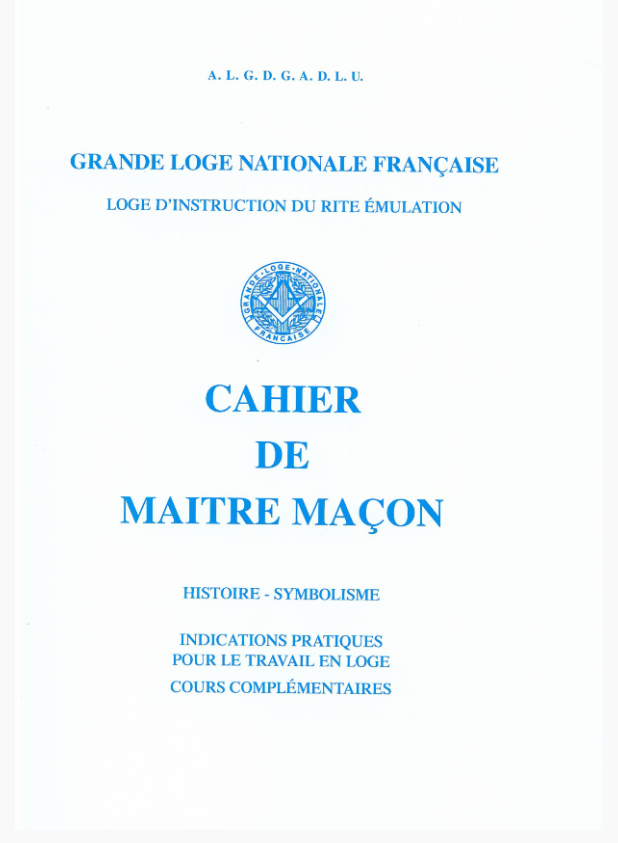 A. L. G. D. G. A. D. L. U.
GRANDE LOGE NATIONALE FRANÇAISE
LOGE D'INSTRUCTION DU RITE ÉMULATION
GRANDE·LOGE·NATIONALE
FRANÇAISE
CAHIER
DE
MAITRE MAÇON
HISTOIRE - SYMBOLISME
INDICATIONS PRATIQUES
POUR LE TRAVAIL EN LOGE
COURS COMPLÉMENTAIRES